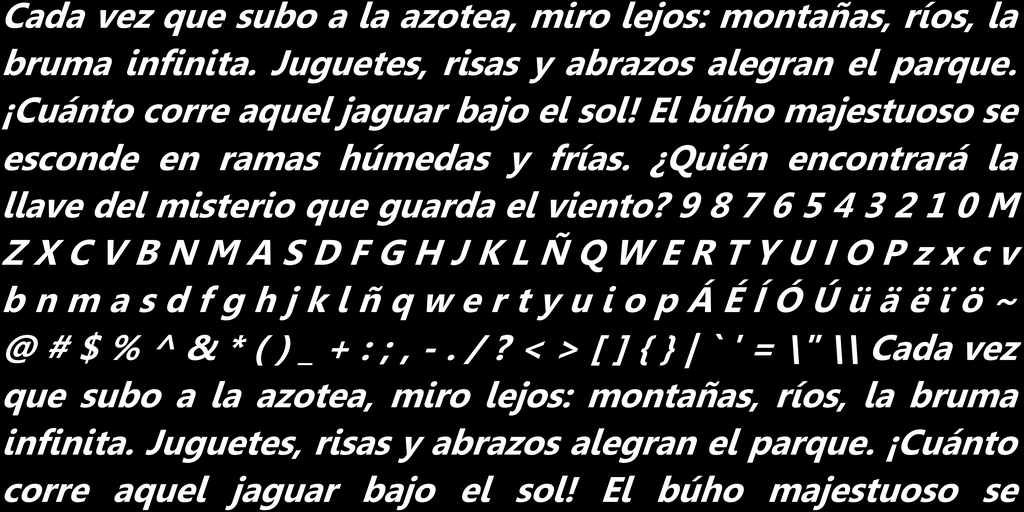 Cada vez que subo a la azotea, miro lejos: montañas, ríos, la
bruma infinita. Juguetes, risas y abrazos alegran el parque.
¡Cuánto corre aquel jaguar bajo el sol! El búho majestuoso se
esconde en ramas húmedas y frías. ¿Quién encontrará la
llave del misterio que guarda el viento? 9 8 7 6 5 4 3 2 1 0 M
Z X C V B N M A S D F G H J K L Ñ Q W E R T Y U I O P z x c v
b n m a s d f g h j k l ñ q w e r t y u i o p Á É Í Ó Ú ü ä ë ï ö ~
@ # $ % ^ & * ( ) _ + : ; , - . / ? < > [ ] { } | ` ' = \" \\ Cada vez
que subo a la azotea, miro lejos: montañas, ríos, la bruma
infinita. Juguetes, risas y abrazos alegran el parque. ¡Cuánto
corre aquel jaguar bajo el sol! El búho majestuoso se